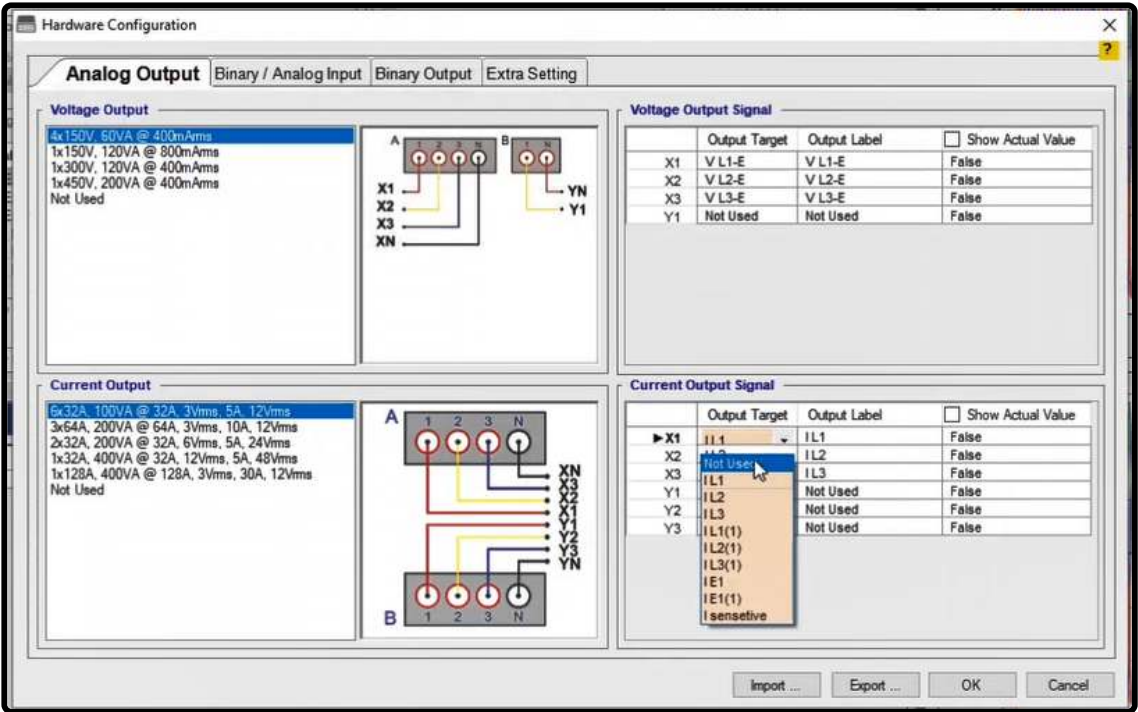 Hardware Configuration
?
Analog Output Binary / Analog Input Binary Output Extra Setting
Voltage Output
4x150V, 60VA @ 400mArms
1x150V, 120VA @ 800mArms
1x300V, 120VA @ 400mArms
1x450V, 200VA @ 400mArms
Not Used
A 1 2 3 N B 1 N
X1 YN
X2 Y1
X3
XN
Voltage Output Signal
Output Target Output Label Show Actual Value
X1 V L1-E V L1-E False
X2 V L2-E V L2-E False
X3 V L3-E V L3-E False
Y1 Not Used Not Used False
Current Output
6x32A, 100VA @ 32A, 3Vrms, 5A, 12Vrms
3x64A, 200VA @ 64A, 3Vrms, 10A, 12Vrms
2x32A, 200VA @ 32A, 6Vrms, 5A, 24Vrms
1x32A, 400VA @ 32A, 12Vrms, 5A, 48Vrms
1x128A, 400VA @ 128A, 3Vrms, 30A, 12Vrms
Not Used
A 1 2 3 N
XN
X3
X2
X1
Y1
Y2
Y3
YN
B 1 2 3 N
Current Output Signal
Output Target Output Label Show Actual Value
X1 I L1 I L1 False
X2 I L2 False
X3 I L3 False
Y1 Not Used False
Y2 Not Used False
Y3 Not Used False
Not Used
I L1
I L2
I L3
I L1(1)
I L2(1)
I L3(1)
I E1
I E1(1)
I sensetive
Import ... Export ... OK Cancel